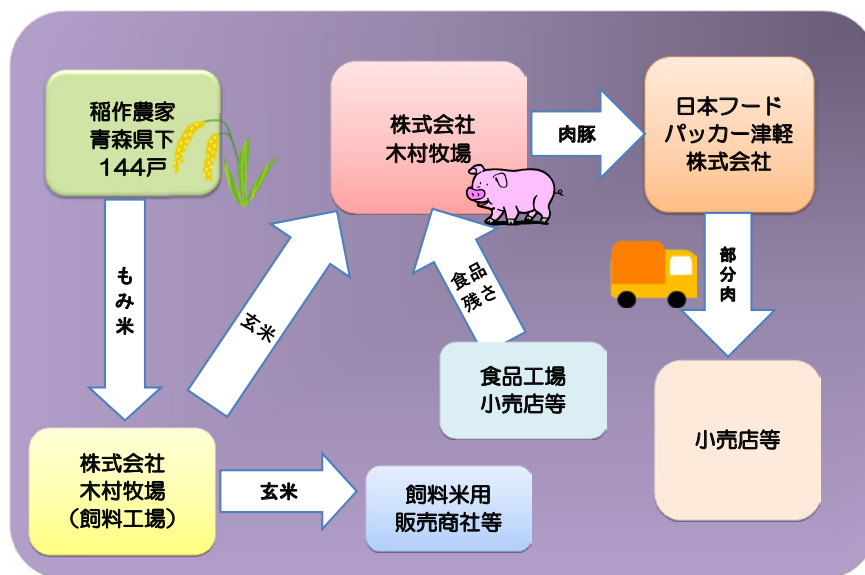 稲作農家
青森県下
144戸
株式会社
木村牧場
肉豚
日本フード
パッカー津軽
株式会社
もみ米
玄米
食品
残さ
部分肉
食品工場
小売店等
小売店等
株式会社
木村牧場
（飼料工場）
玄米
飼料米用
販売商社等